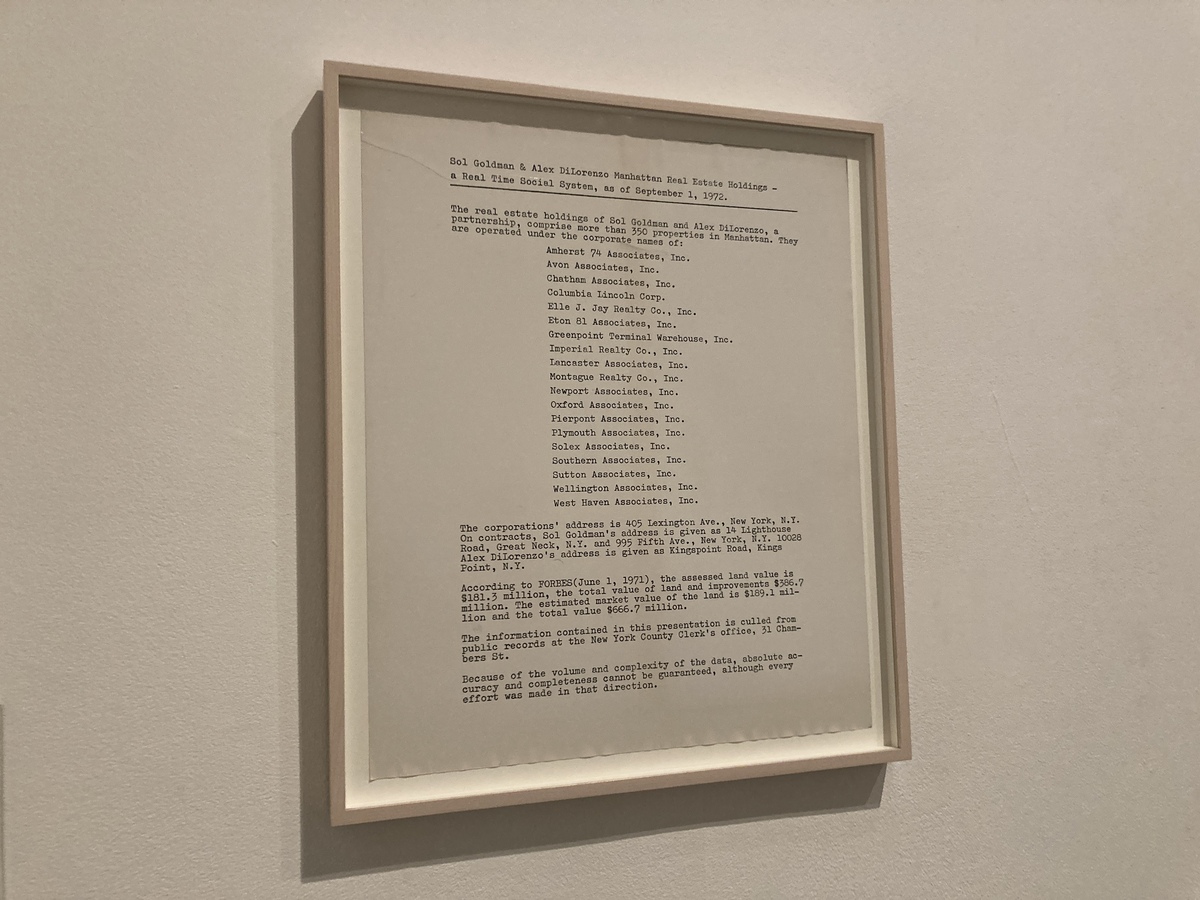 Sol Goldman & Alex DiLorenzo Manhattan Real Estate Holdings -
a Real Time Social System, as of September 1, 1972.
The real estate holdings of Sol Goldman and Alex DiLorenzo, a
partnership, comprise more than 350 properties in Manhattan. They
are operated under the corporate names of:
Amherst 74 Associates, Inc.
Avon Associates, Inc.
Chatham Associates, Inc.
Columbia Lincoln Corp.
Elle J. Jay Realty Co., Inc.
Eton 81 Associates, Inc.
Greenpoint Terminal Warehouse, Inc.
Imperial Realty Co., Inc.
Lancaster Associates, Inc.
Montague Realty Co., Inc.
Newport Associates, Inc.
Oxford Associates, Inc.
Pierpont Associates, Inc.
Plymouth Associates, Inc.
Solex Associates, Inc.
Southern Associates, Inc.
Sutton Associates, Inc.
Wellington Associates, Inc.
West Haven Associates, Inc.
The corporations' address is 405 Lexington Ave., New York, N.Y.
On contracts, Sol Goldman's address is given as 14 Lighthouse
Road, Great Neck, N.Y. and 995 Fifth Ave., New York, N.Y. 10028
Alex DiLorenzo's address is given as Kingspoint Road, Kings
Point, N.Y.
According to FORBES(June 1, 1971), the assessed land value is
$181.3 million, the total value of land and improvements $386.7
million. The estimated market value of the land is $189.1 mil-
lion and the total value $666.7 million.
The information contained in this presentation is culled from
public records at the New York County Clerk's office, 31 Cham-
bers St.
Because of the volume and complexity of the data, absolute ac-
curacy and completeness cannot be guaranteed, although every
effort was made in that direction.